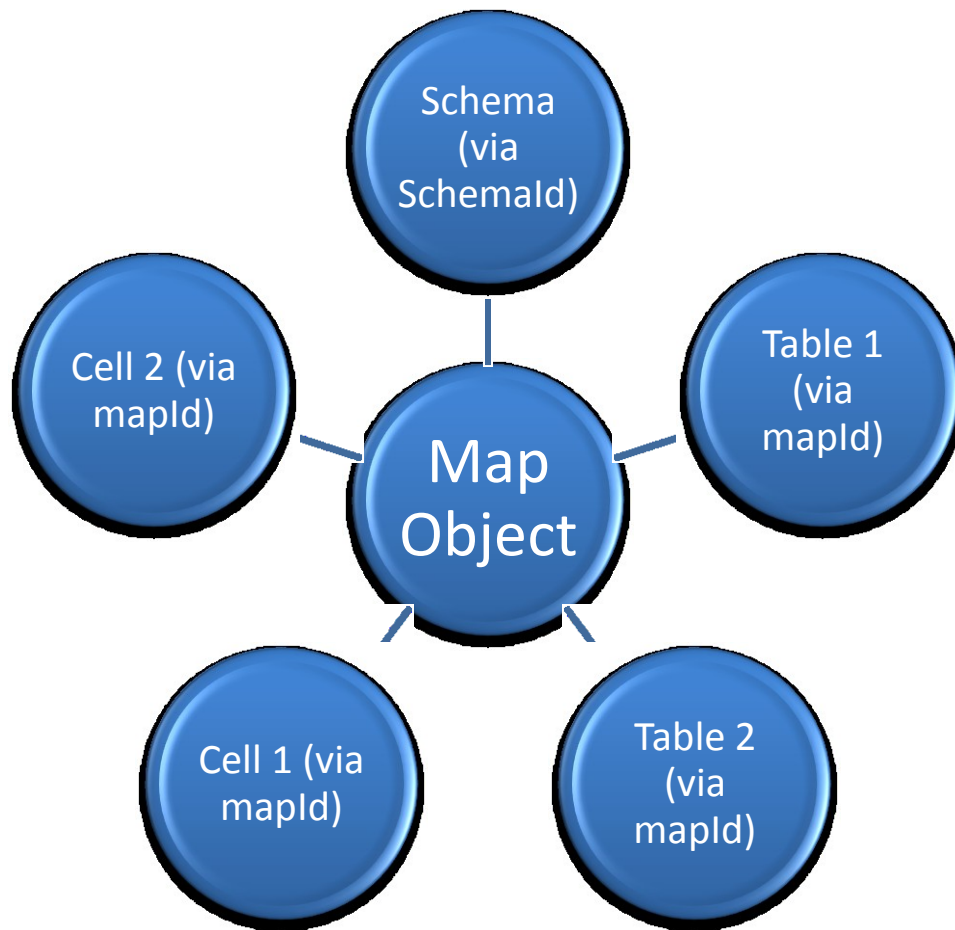 Schema
(via
SchemaId)
Cell 2 (via
mapId)
Table 1
(via
mapId)
Map
Object
Cell 1 (via
mapId)
Table 2
(via
mapId)